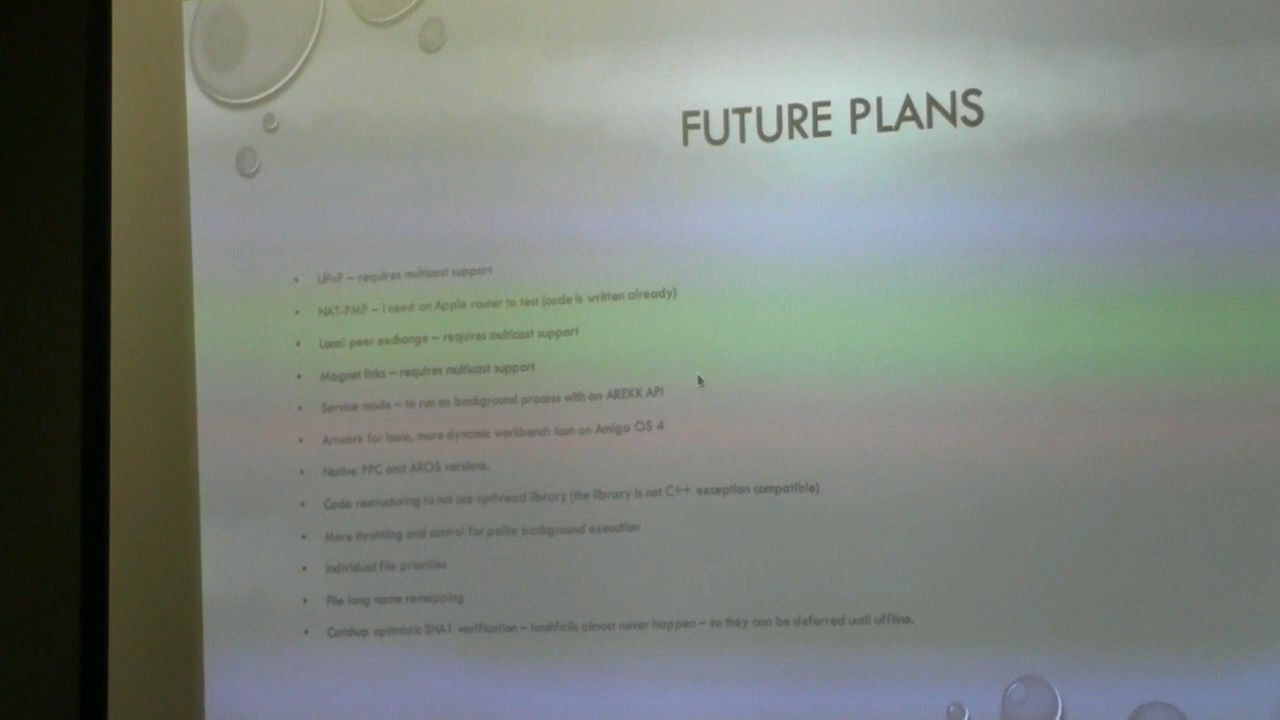 FUTURE PLANS
• UPnP – requires multicast support
• NAT-PMP – I need an Apple router to test (code is written already)
• Local peer exchange – requires multicast support
• Magnet links – requires multicast support
• Service mode – to run as background process with an AREXX API
• Artwork for icons, more dynamic workbench icon on Amiga OS 4
• Native PPC and AROS versions.
• Code restructuring to not use npthread library (the library is not C++ exception compatible)
• More throttling and control for polite background execution
• Individual file priorities
• File long name remapping
• Catchup optimistic SHA1 verification – hashfails almost never happen – so they can be deferred until offline.